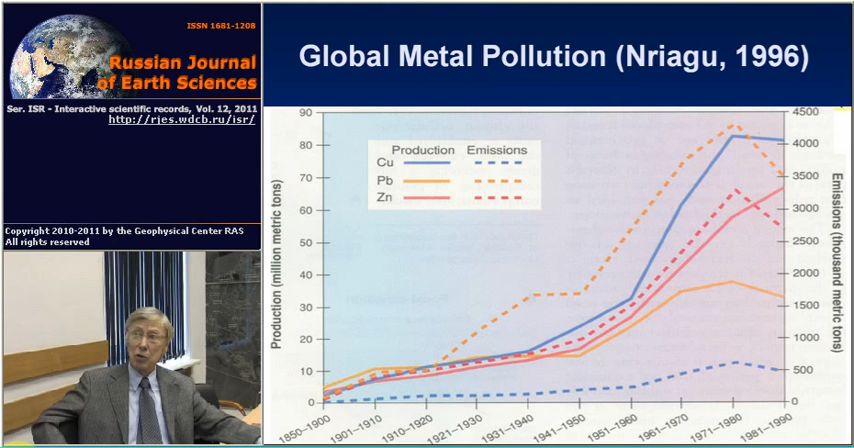 ISSN 1681-1208
Russian Journal
of Earth Sciences
Ser. ISR - Interactive scientific records, Vol. 12, 2011
http://rjes.wdcb.ru/isr/
Copyright 2010-2011 by the Geophysical Center RAS
All rights reserved
Global Metal Pollution (Nriagu, 1996)
Production (million metric tons)
90
80
70
60
50
40
30
20
10
0
Production Emissions
Cu
Pb
Zn
4500
4000
3500
3000
2500
2000
1500
1000
500
0
Emissions (thousand metric tons)
1850–1900
1901–1910
1910–1920
1921–1930
1931–1940
1941–1950
1951–1960
1961–1970
1971–1980
1981–1990